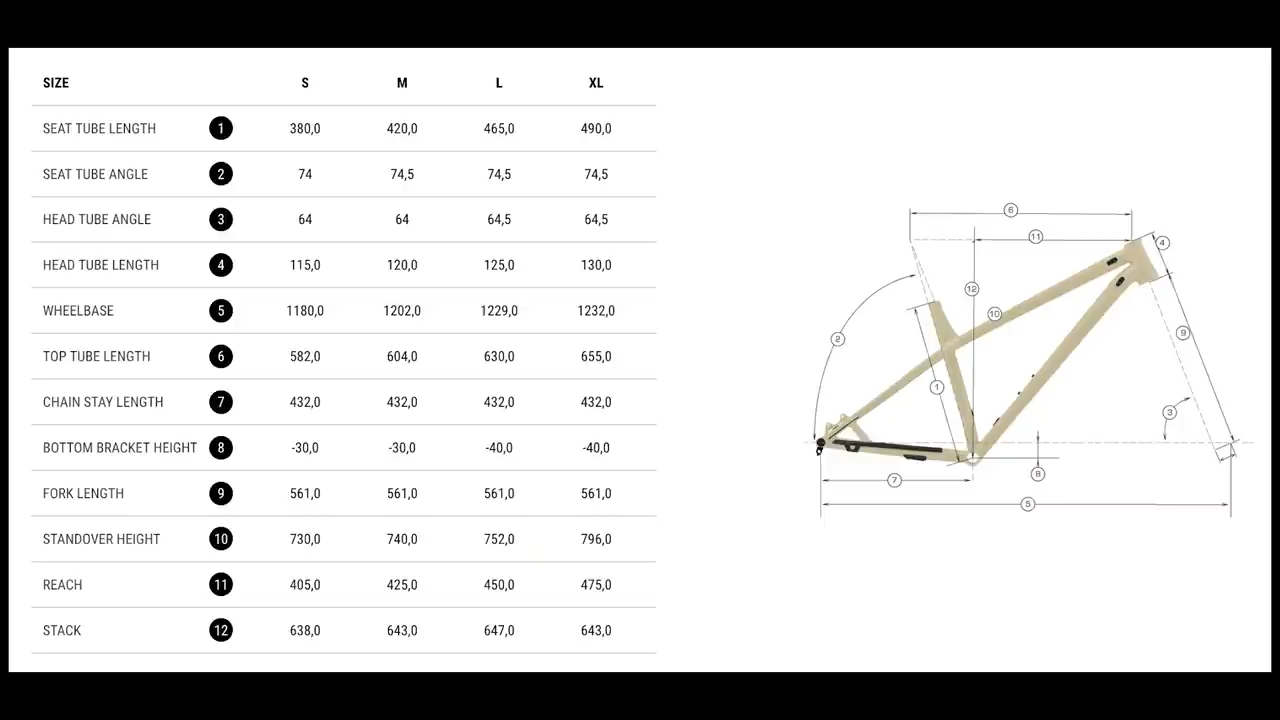 SIZE S M L XL
SEAT TUBE LENGTH 1 380,0 420,0 465,0 490,0
SEAT TUBE ANGLE 2 74 74,5 74,5 74,5
HEAD TUBE ANGLE 3 64 64 64,5 64,5
HEAD TUBE LENGTH 4 115,0 120,0 125,0 130,0
WHEELBASE 5 1180,0 1202,0 1229,0 1232,0
TOP TUBE LENGTH 6 582,0 604,0 630,0 655,0
CHAIN STAY LENGTH 7 432,0 432,0 432,0 432,0
BOTTOM BRACKET HEIGHT 8 -30,0 -30,0 -40,0 -40,0
FORK LENGTH 9 561,0 561,0 561,0 561,0
STANDOVER HEIGHT 10 730,0 740,0 752,0 796,0
REACH 11 405,0 425,0 450,0 475,0
STACK 12 638,0 643,0 647,0 643,0
6
11
4
12
10
9
2
1
3
8
7
5